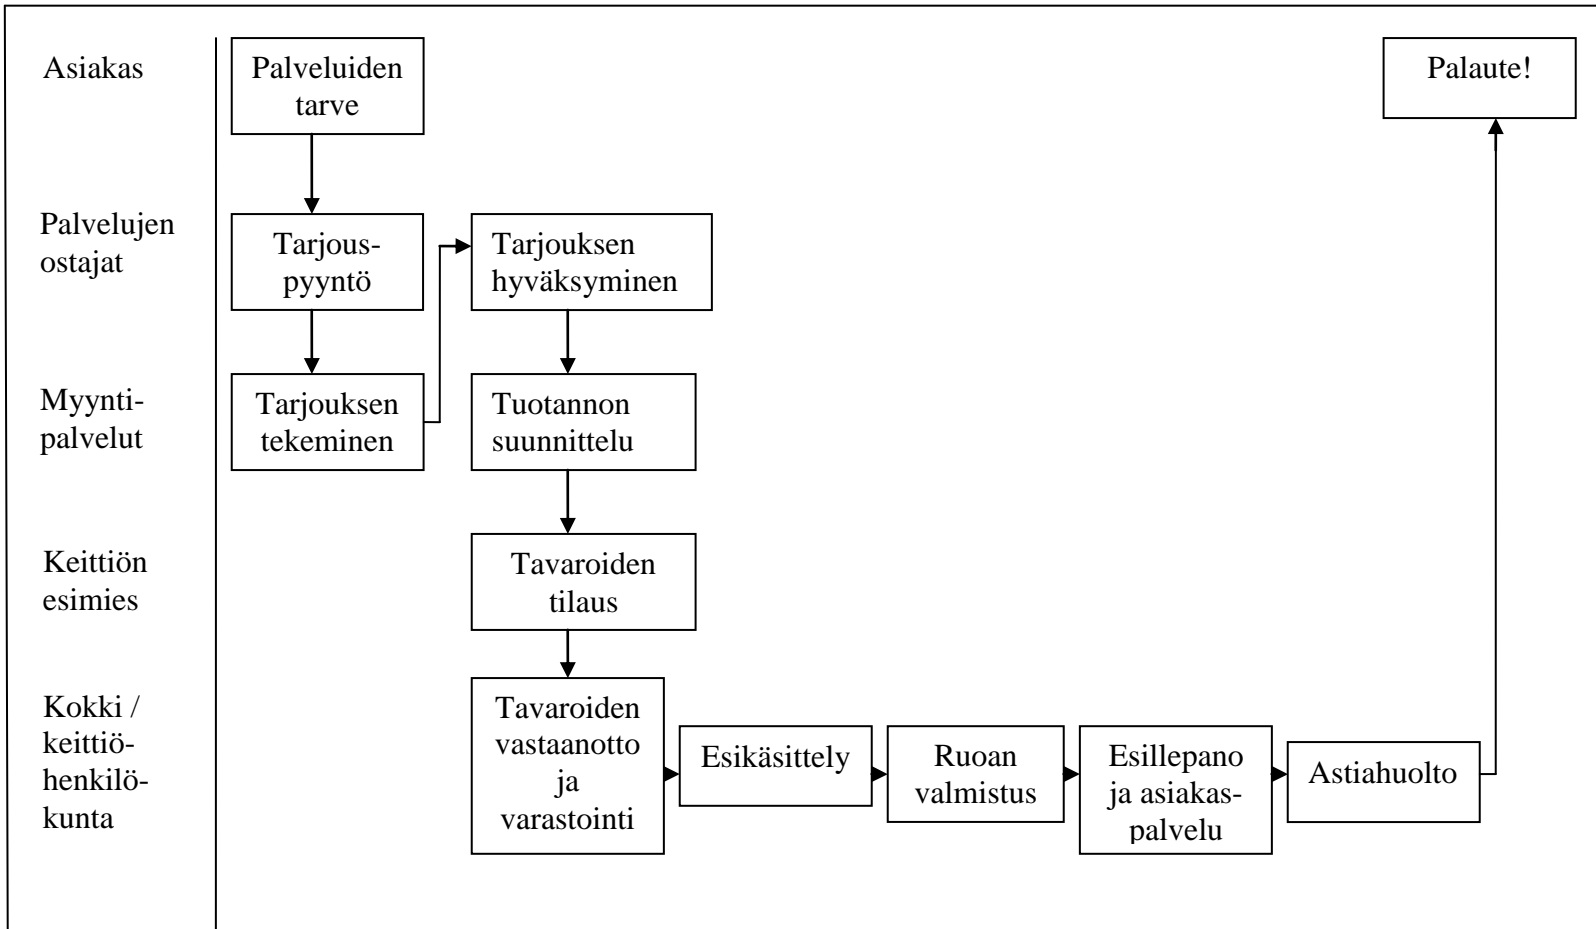 Asiakas
Palveluiden
tarve
Palaute!
Palvelujen
ostajat
Tarjous-
pyyntö
Tarjouksen
hyväksyminen
Myynti-
palvelut
Tarjouksen
tekeminen
Tuotannon
suunnittelu
Keittiön
esimies
Tavaroiden
tilaus
Kokki /
keittiö-
henkilö-
kunta
Tavaroiden
vastaanotto
ja
varastointi
Esikäsittely
Ruoan
valmistus
Esillepano
ja asiakas-
palvelu
Astiahuolto